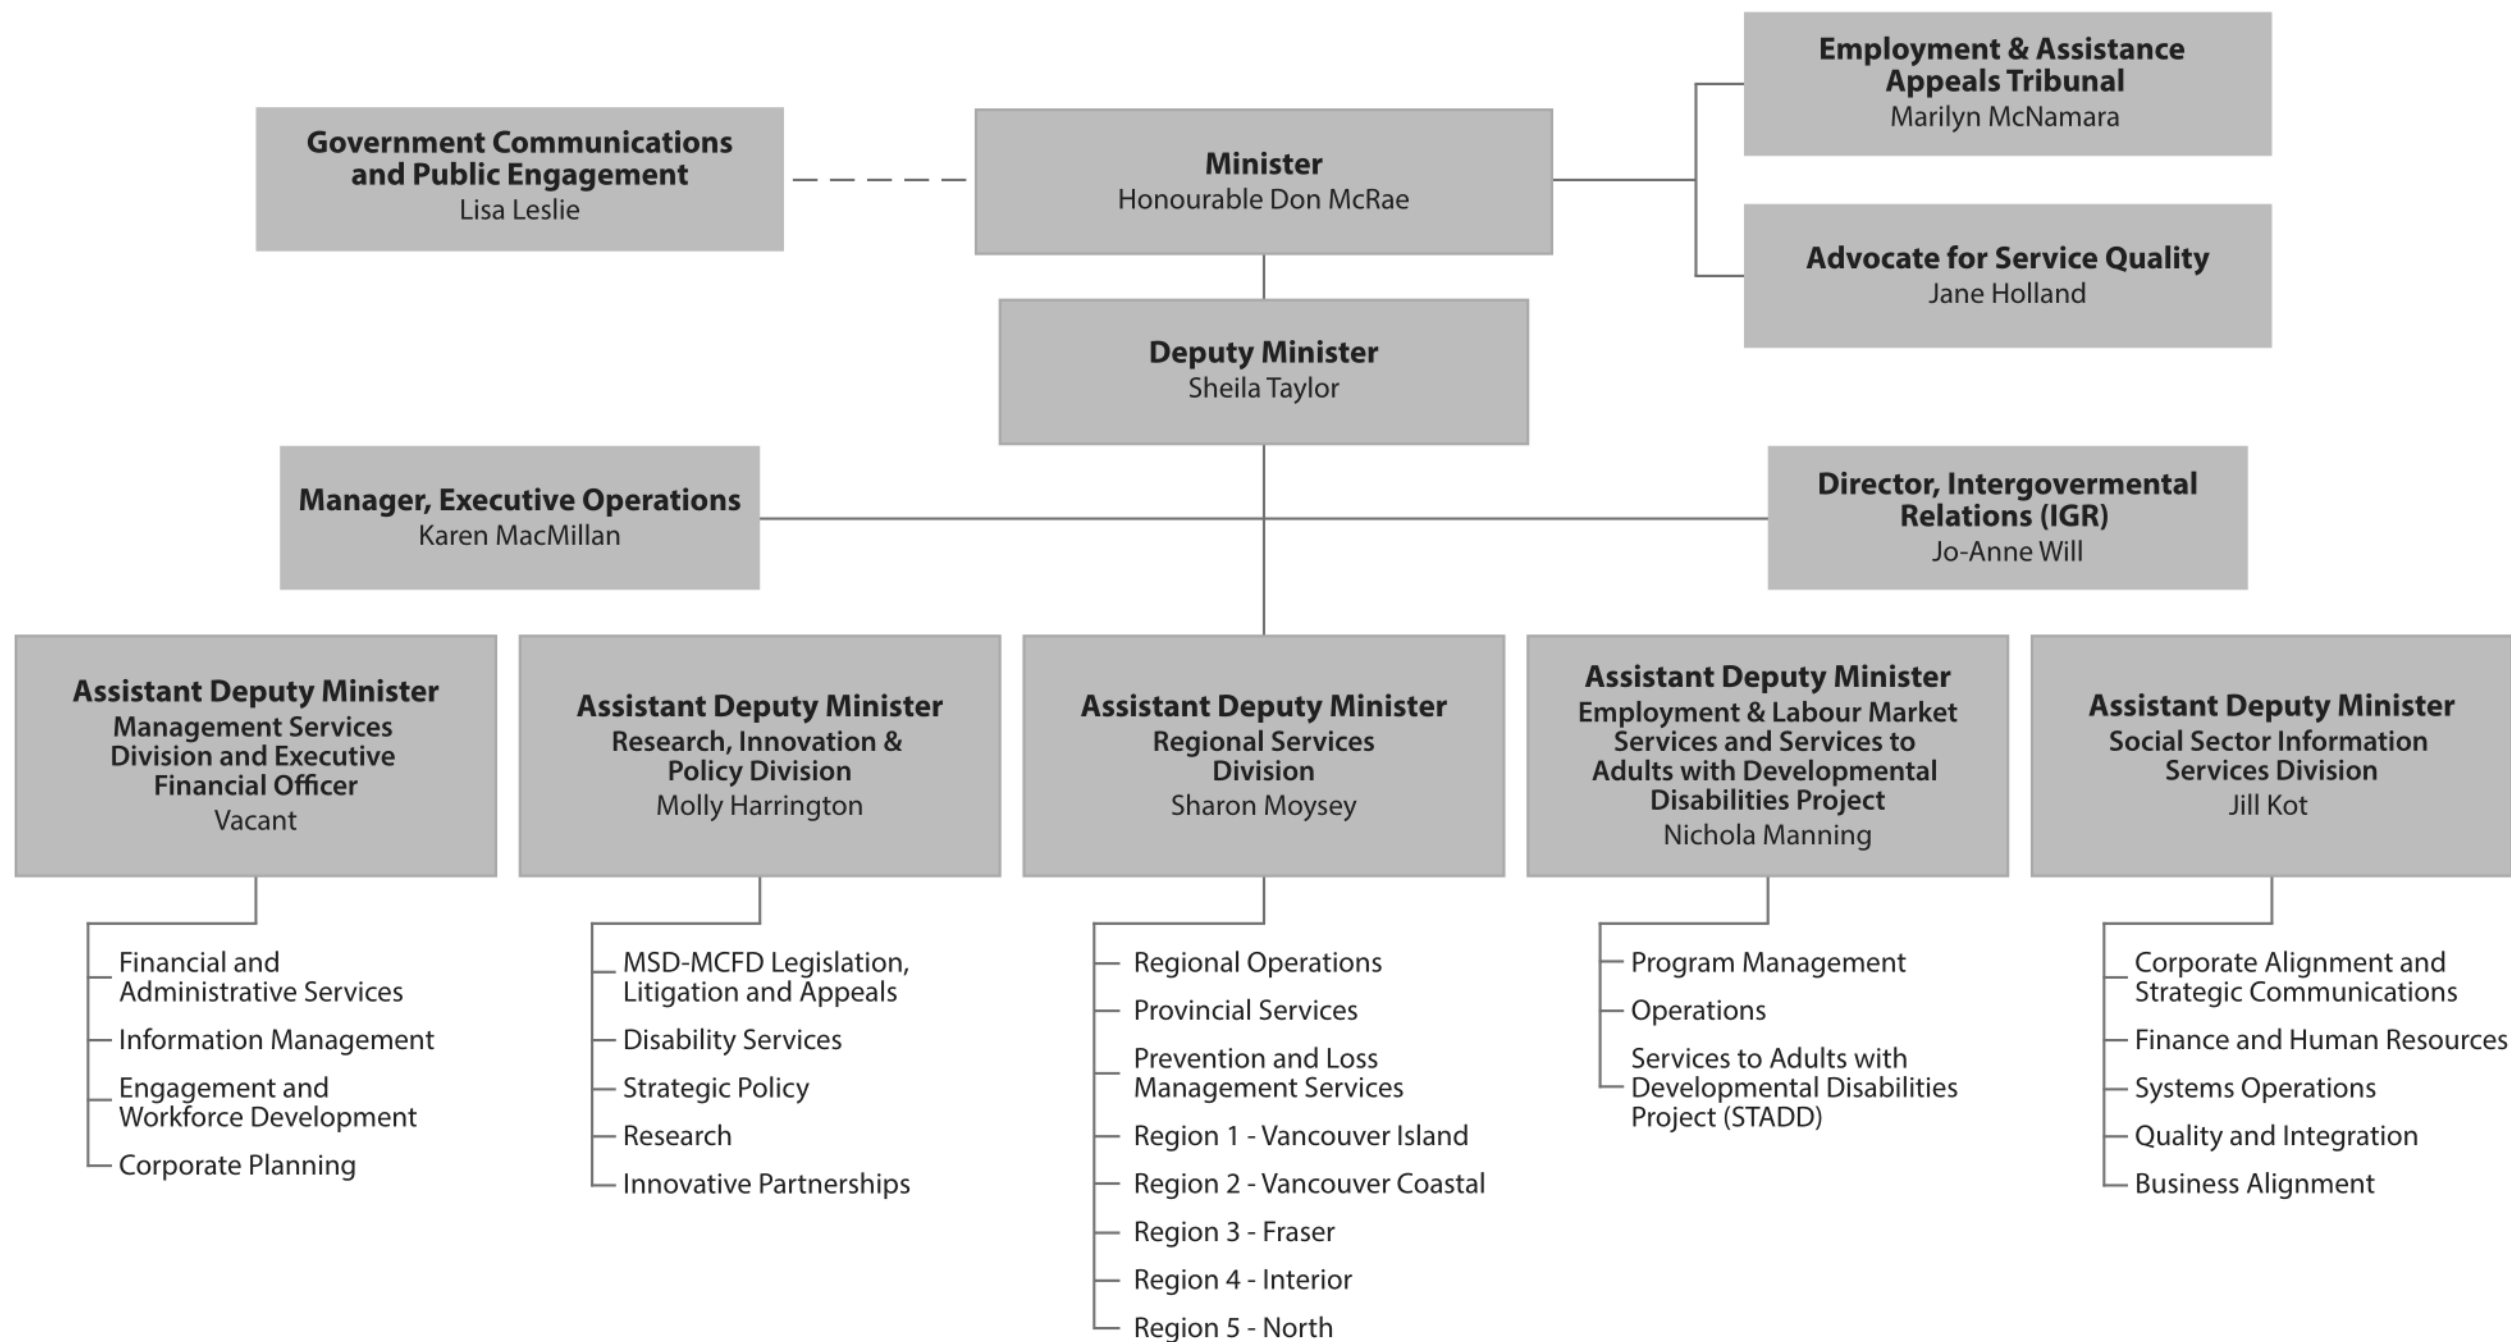 Employment & Assistance
Appeals Tribunal
Marilyn McNamara
Government Communications
and Public Engagement
Lisa Leslie
Minister
Honourable Don McRae
Advocate for Service Quality
Jane Holland
Deputy Minister
Sheila Taylor
Manager, Executive Operations
Karen MacMillan
Director, Intergovermental
Relations (IGR)
Jo-Anne Will
Assistant Deputy Minister
Management Services
Division and Executive
Financial Officer
Vacant
Assistant Deputy Minister
Research, Innovation &
Policy Division
Molly Harrington
Assistant Deputy Minister
Regional Services
Division
Sharon Moysey
Assistant Deputy Minister
Employment & Labour Market
Services and Services to
Adults with Developmental
Disabilities Project
Nichola Manning
Assistant Deputy Minister
Social Sector Information
Services Division
Jill Kot
Financial and
Administrative Services
Information Management
Engagement and
Workforce Development
Corporate Planning
MSD-MCFD Legislation,
Litigation and Appeals
Disability Services
Strategic Policy
Research
Innovative Partnerships
Regional Operations
Provincial Services
Prevention and Loss
Management Services
Region 1 - Vancouver Island
Region 2 - Vancouver Coastal
Region 3 - Fraser
Region 4 - Interior
Region 5 - North
Program Management
Operations
Services to Adults with
Developmental Disabilities
Project (STADD)
Corporate Alignment and
Strategic Communications
Finance and Human Resources
Systems Operations
Quality and Integration
Business Alignment